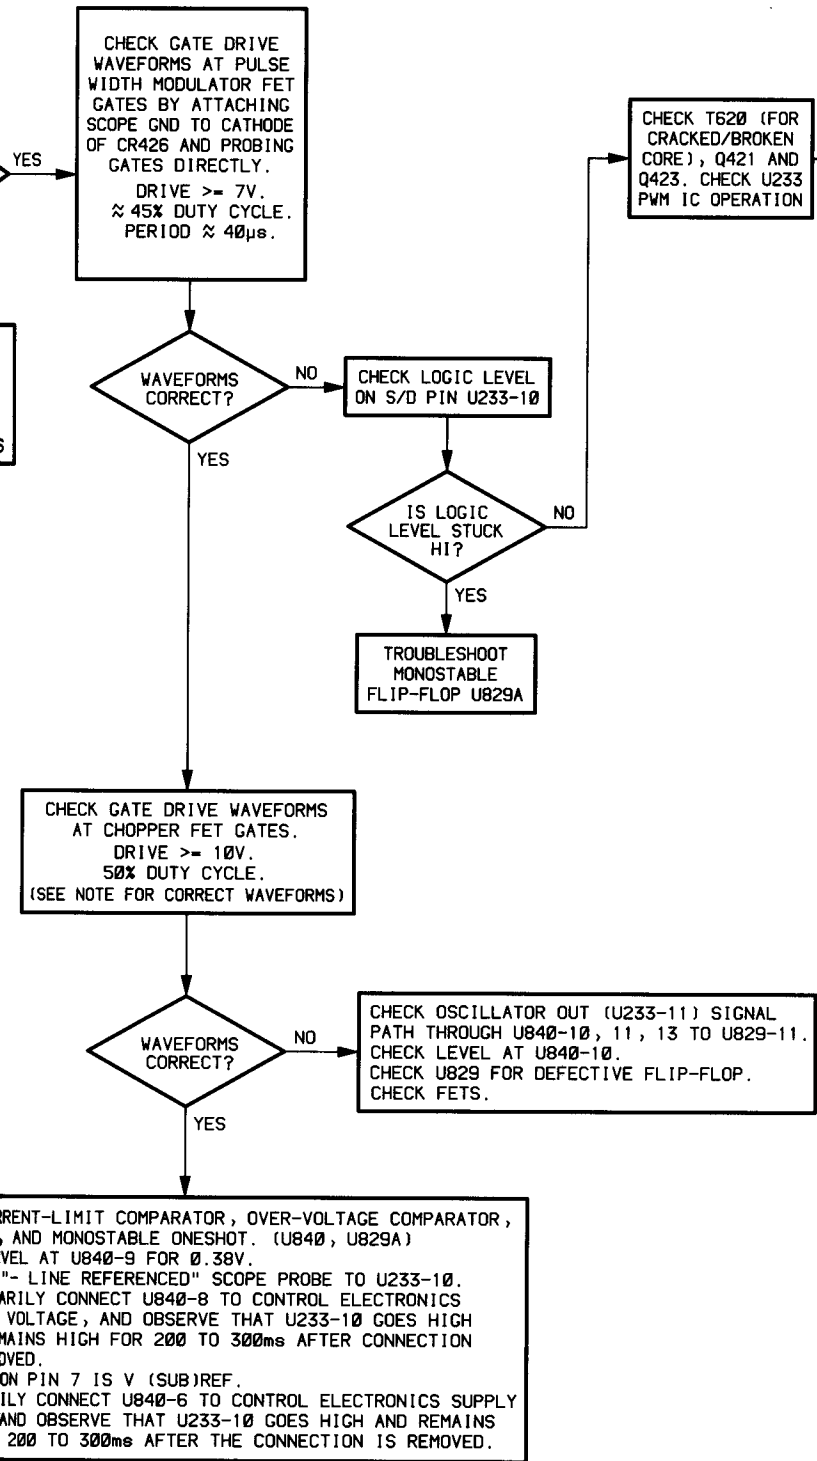 CHECK GATE DRIVE
WAVEFORMS AT PULSE
WIDTH MODULATOR FET
GATES BY ATTACHING
SCOPE GND TO CATHODE
OF CR426 AND PROBING
GATES DIRECTLY.
DRIVE >= 7V.
≈ 45% DUTY CYCLE.
PERIOD ≈ 40µs.
YES
CHECK T620 (FOR
CRACKED/BROKEN
CORE), Q421 AND
Q423. CHECK U233
PWM IC OPERATION
WAVEFORMS
CORRECT?
NO
YES
CHECK LOGIC LEVEL
ON S/D PIN U233-10
IS LOGIC
LEVEL STUCK
HI?
NO
YES
TROUBLESHOOT
MONOSTABLE
FLIP-FLOP U829A
S
CHECK GATE DRIVE WAVEFORMS
AT CHOPPER FET GATES.
DRIVE >= 10V.
50% DUTY CYCLE.
(SEE NOTE FOR CORRECT WAVEFORMS)
WAVEFORMS
CORRECT?
NO
YES
CHECK OSCILLATOR OUT (U233-11) SIGNAL
PATH THROUGH U840-10, 11, 13 TO U829-11.
CHECK LEVEL AT U840-10.
CHECK U829 FOR DEFECTIVE FLIP-FLOP.
CHECK FETS.
RENT-LIMIT COMPARATOR, OVER-VOLTAGE COMPARATOR,
, AND MONOSTABLE ONESHOT. (U840, U829A)
VEL AT U840-9 FOR 0.38V.
"- LINE REFERENCED" SCOPE PROBE TO U233-10.
ARILY CONNECT U840-8 TO CONTROL ELECTRONICS
VOLTAGE, AND OBSERVE THAT U233-10 GOES HIGH
MAINS HIGH FOR 200 TO 300ms AFTER CONNECTION
OVED.
ON PIN 7 IS V (SUB)REF.
ILY CONNECT U840-6 TO CONTROL ELECTRONICS SUPPLY
AND OBSERVE THAT U233-10 GOES HIGH AND REMAINS
200 TO 300ms AFTER THE CONNECTION IS REMOVED.